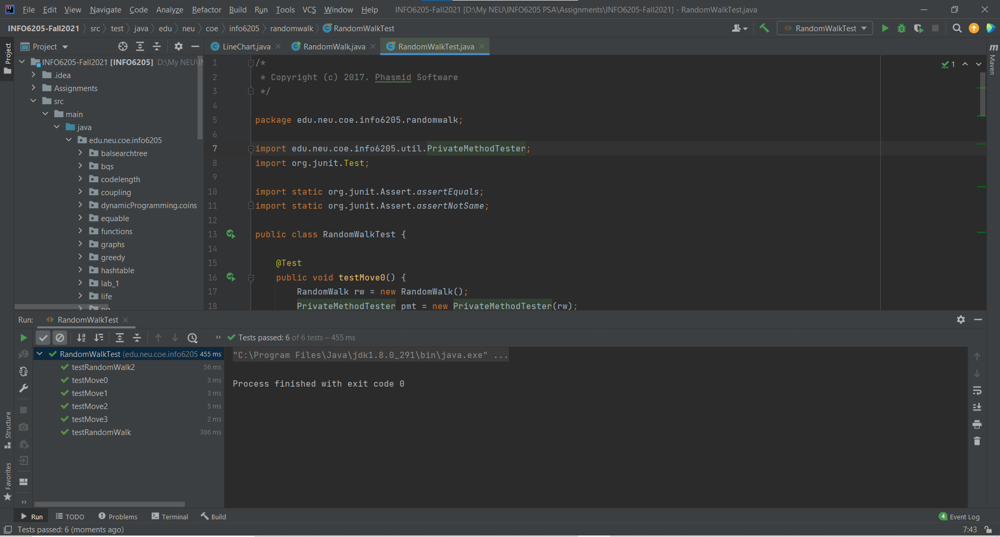 File Edit View Navigate Code Analyze Refactor Build Run Tools VCS Window Help INFO6205-Fall2021 [D:\My NEU\INFO6205 PSA\Assignments\INFO6205-Fall2021] - RandomWalkTest.java
INFO6205-Fall2021 src test java edu neu coe info6205 randomwalk RandomWalkTest RandomWalkTest
Project
Project
LineChart.java RandomWalk.java RandomWalkTest.java
Maven
INFO6205-Fall2021 [INFO6205] D:\My NEU\IN
.idea
Assignments
src
main
java
edu.neu.coe.info6205
balsearchtree
bqs
codelength
coupling
dynamicProgramming.coins
equable
functions
graphs
greedy
hashtable
lab_1
life
1
1 /*
2 * Copyright (c) 2017. Phasmid Software
3 */
4
5 package edu.neu.coe.info6205.randomwalk;
6
7 import edu.neu.coe.info6205.util.PrivateMethodTester;
8 import org.junit.Test;
9
10 import static org.junit.Assert.assertEquals;
11 import static org.junit.Assert.assertNotSame;
12
13 public class RandomWalkTest {
14
15 @Test
16 public void testMove0() {
17 RandomWalk rw = new RandomWalk();
18 PrivateMethodTester pmt = new PrivateMethodTester(rw);
Run: RandomWalkTest
Tests passed: 6 of 6 tests – 455 ms
RandomWalkTest (edu.neu.coe.info6205 455 ms
testRandomWalk2 56 ms
testMove0 3 ms
testMove1 3 ms
testMove2 5 ms
testMove3 2 ms
testRandomWalk 386 ms
"C:\Program Files\Java\jdk1.8.0_291\bin\java.exe" ...
Process finished with exit code 0
Structure
Favorites
Run TODO Problems Terminal Build 4 Event Log
Tests passed: 6 (moments ago) 7:43